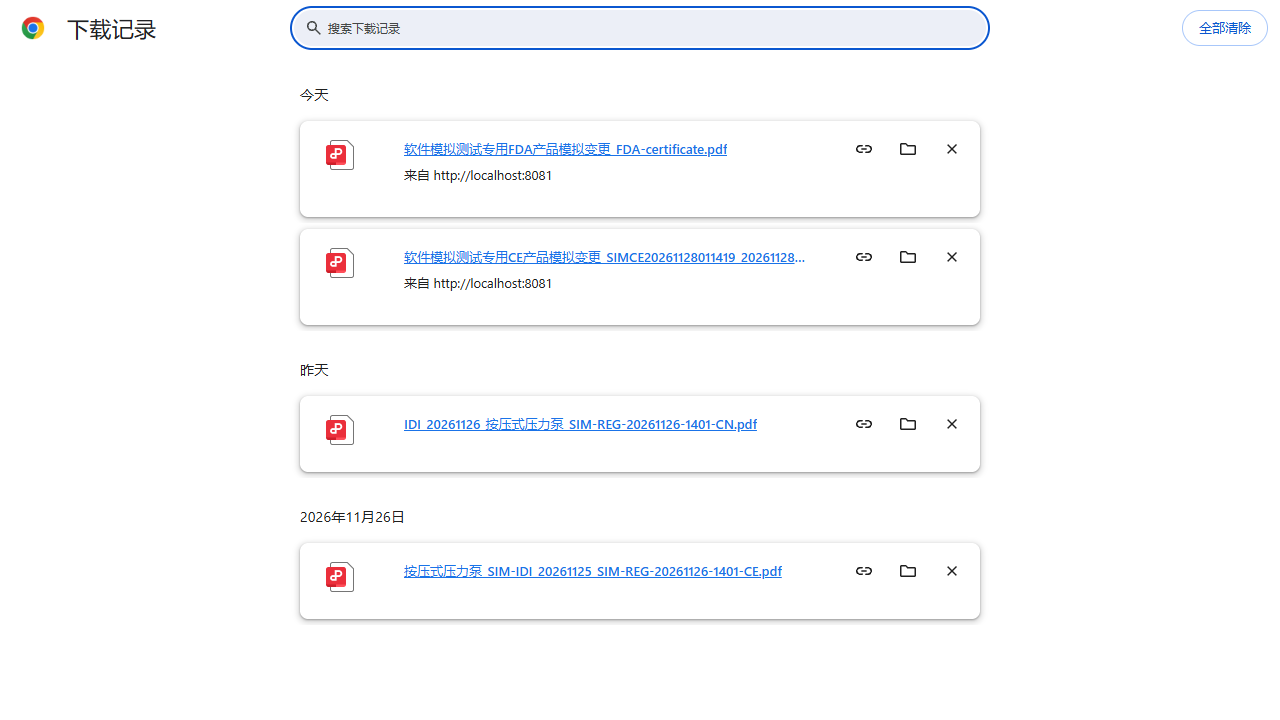 下载记录
搜索下载记录
全部清除
今天
软件模拟测试专用FDA产品模拟变更_FDA-certificate.pdf
来自 http://localhost:8081
软件模拟测试专用CE产品模拟变更_SIMCE20261128011419_20261128...
来自 http://localhost:8081
昨天
IDI_20261126_按压式压力泵_SIM-REG-20261126-1401-CN.pdf
2026年11月26日
按压式压力泵_SIM-IDI_20261125_SIM-REG-20261126-1401-CE.pdf